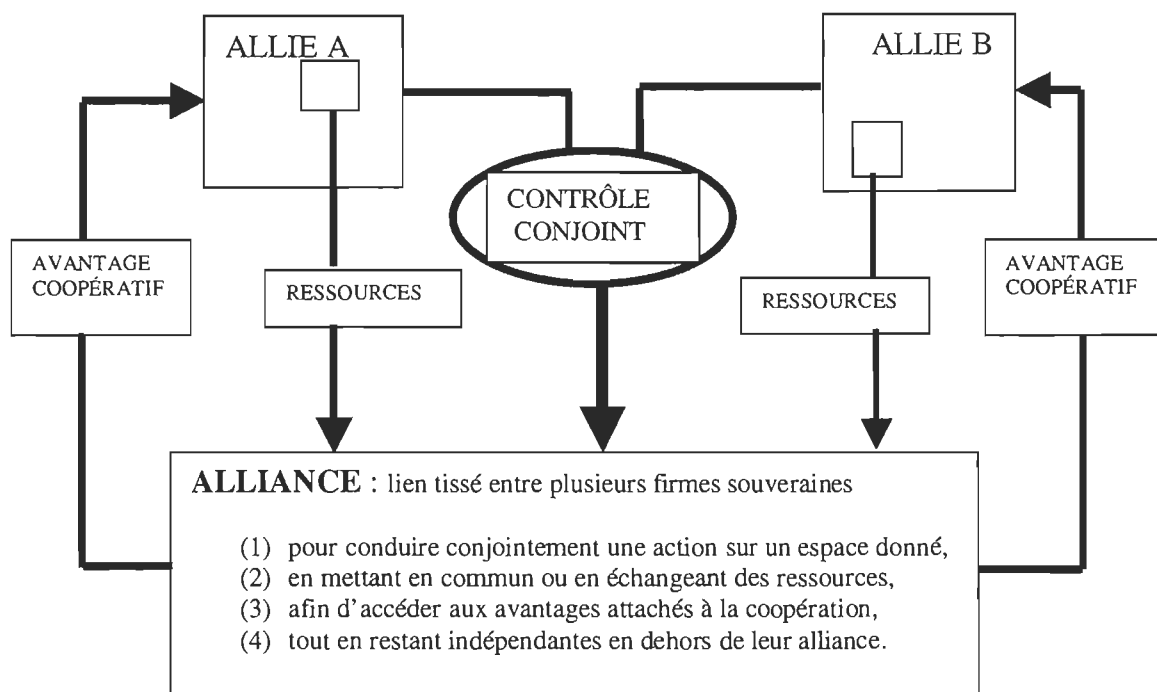 ALLIE A
ALLIE B
CONTRÔLE
CONJOINT
AVANTAGE
COOPÉRATIF
RESSOURCES
RESSOURCES
AVANTAGE
COOPÉRATIF
ALLIANCE : lien tissé entre plusieurs firmes souveraines
(1) pour conduire conjointement une action sur un espace donné,
(2) en mettant en commun ou en échangeant des ressources,
(3) afin d'accéder aux avantages attachés à la coopération,
(4) tout en restant indépendantes en dehors de leur alliance.